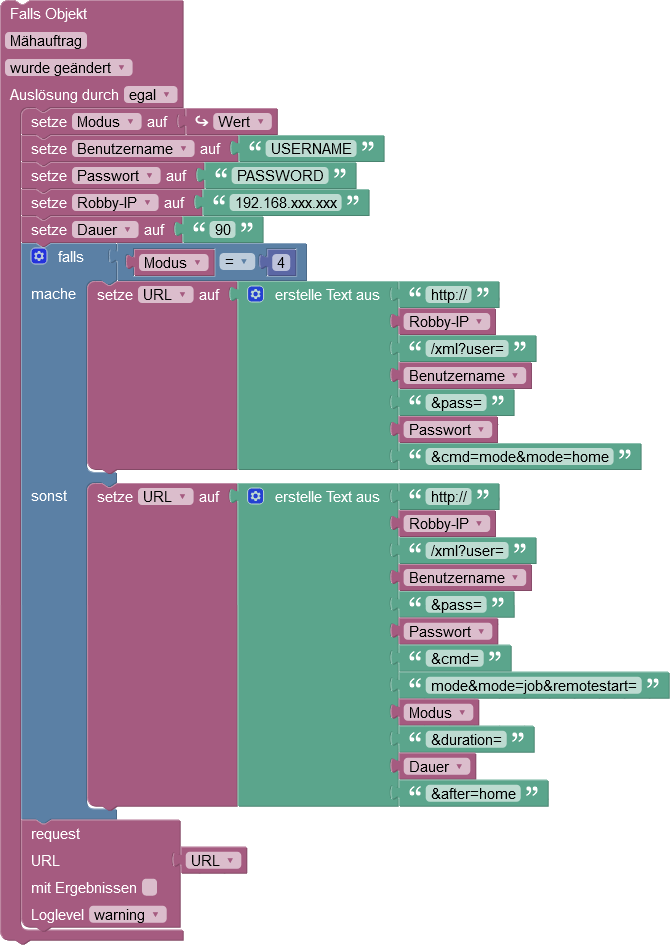 Falls Objekt
Mähauftrag
wurde geändert
Auslösung durch egal
setze Modus auf Wert
setze Benutzername auf “ USERNAME ”
setze Passwort auf “ PASSWORD ”
setze Robby-IP auf “ 192.168.xxx.xxx ”
setze Dauer auf “ 90 ”
falls Modus = 4
mache setze URL auf erstelle Text aus “ http:// ”
Robby-IP
“ /xml?user= ”
Benutzername
“ &pass= ”
Passwort
“ &cmd=mode&mode=home ”
sonst setze URL auf erstelle Text aus “ http:// ”
Robby-IP
“ /xml?user= ”
Benutzername
“ &pass= ”
Passwort
“ &cmd= ”
“ mode&mode=job&remotestart= ”
Modus
“ &duration= ”
Dauer
“ &after=home ”
request
URL URL
mit Ergebnissen
Loglevel warning